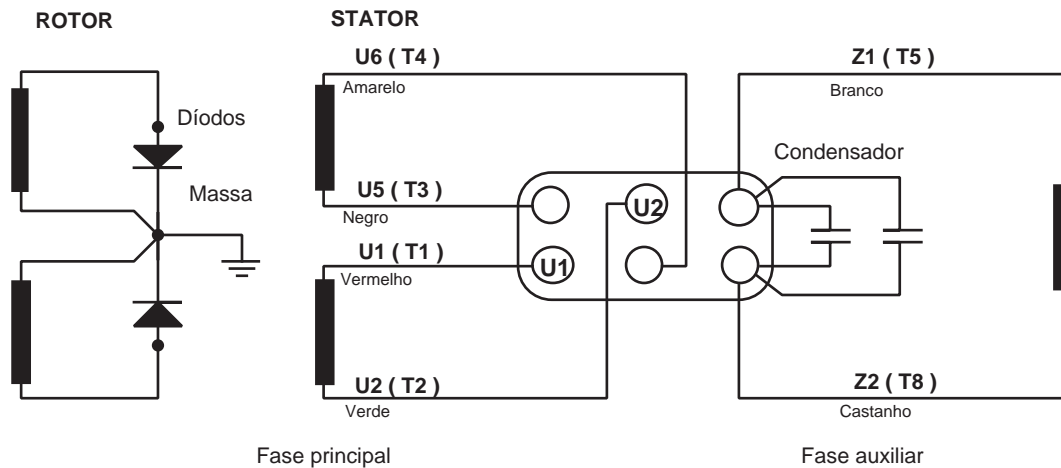 ROTOR
STATOR
U6 ( T4 )
Amarelo
Z1 ( T5 )
Branco
Díodos
Condensador
Massa
U5 ( T3 )
Negro
U2
U1 ( T1 )
Vermelho
U1
U2 ( T2 )
Verde
Z2 ( T8 )
Castanho
Fase principal
Fase auxiliar